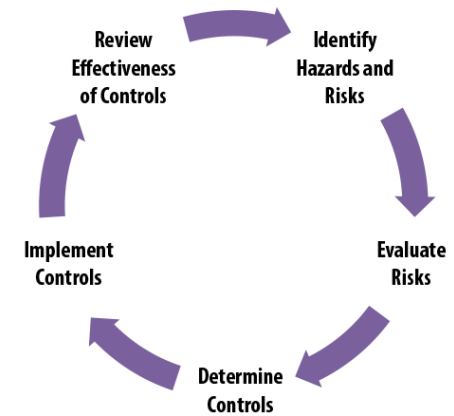 Review
Effectiveness
of Controls
Identify
Hazards and
Risks
Evaluate
Risks
Determine
Controls
Implement
Controls